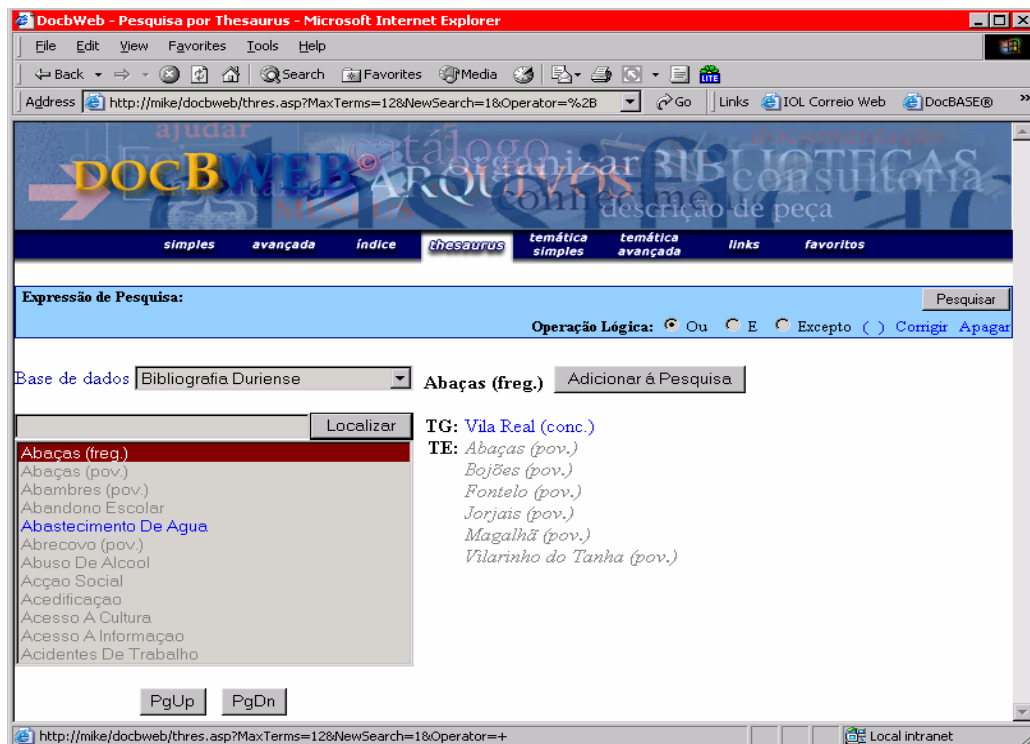 DocbWeb - Pesquisa por Thesaurus - Microsoft Internet Explorer
File Edit View Favorites Tools Help
Back Search Favorites Media LITE
Address http://mike/docbweb/thres.asp?MaxTerms=12&NewSearch=1&Operator=%2B Go Links IOL Correio Web DocBASE® »
ajudar documentação
catálogo organizar BIBLIOTECAS
DOCBWEB© ARQUIVOS consultoria
MUSEUS descrição de peça
simples avançada índice thesaurus temática simples temática avançada links favoritos
Expressão de Pesquisa: Pesquisar
Operação Lógica: Ou E Excepto ( ) Corrigir Apagar
Base de dados Bibliografia Duriense Abaças (freg.) Adicionar á Pesquisa
Localizar TG: Vila Real (conc.)
Abaças (freg.) TE: Abaças (pov.)
Abaças (pov.) Bojões (pov.)
Abambres (pov.) Fontelo (pov.)
Abandono Escolar Jorjais (pov.)
Abastecimento De Agua Magalhã (pov.)
Abrecovo (pov.) Vilarinho do Tanha (pov.)
Abuso De Alcool
Acçao Social
Acedificaçao
Acesso A Cultura
Acesso A Informaçao
Acidentes De Trabalho
PgUp PgDn
http://mike/docbweb/thres.asp?MaxTerms=12&NewSearch=1&Operator=+ Local intranet